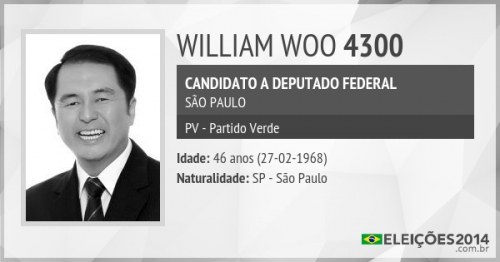 WILLIAM WOO 4300
CANDIDATO A DEPUTADO FEDERAL
SÃO PAULO
PV - Partido Verde
Idade: 46 anos (27-02-1968)
Naturalidade: SP - São Paulo
ELEIÇÕES2014
.com.br